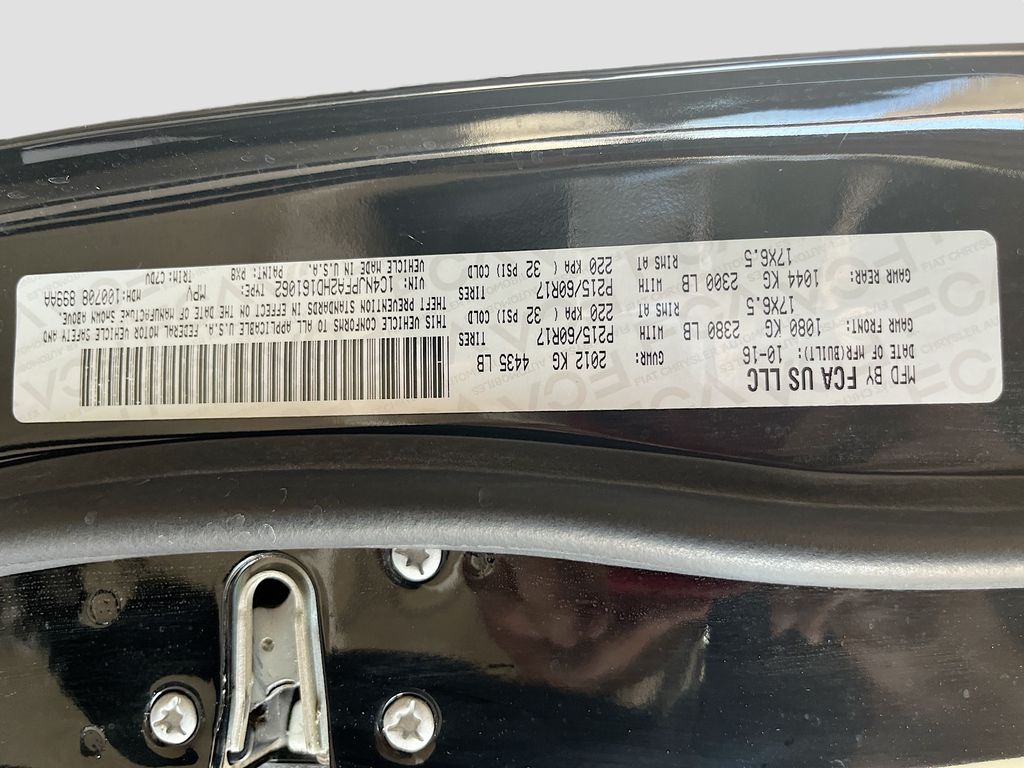 MFD BY FCA US LLC
DATE OF MFR(BUILT): 10-16 GVWR: 2012 KG 4435 LB
GAWR FRONT: 1080 KG 2380 LB WITH P215/60R17 TIRES
17X6.5 RIMS AT 220 KPA ( 32 PSI) COLD
GAWR REAR: 1044 KG 2300 LB WITH P215/60R17 TIRES
17X6.5 RIMS AT 220 KPA ( 32 PSI) COLD
THIS VEHICLE CONFORMS TO ALL APPLICABLE U.S.A. FEDERAL MOTOR VEHICLE SAFETY AND
THEFT PREVENTION STANDARDS IN EFFECT ON THE DATE OF MANUFACTURE SHOWN ABOVE.
VIN: TYPE: MPV MDH: 100708 899AA
VEHICLE MADE IN U.S.A. PAINT: PX8 TRIM: C7DV